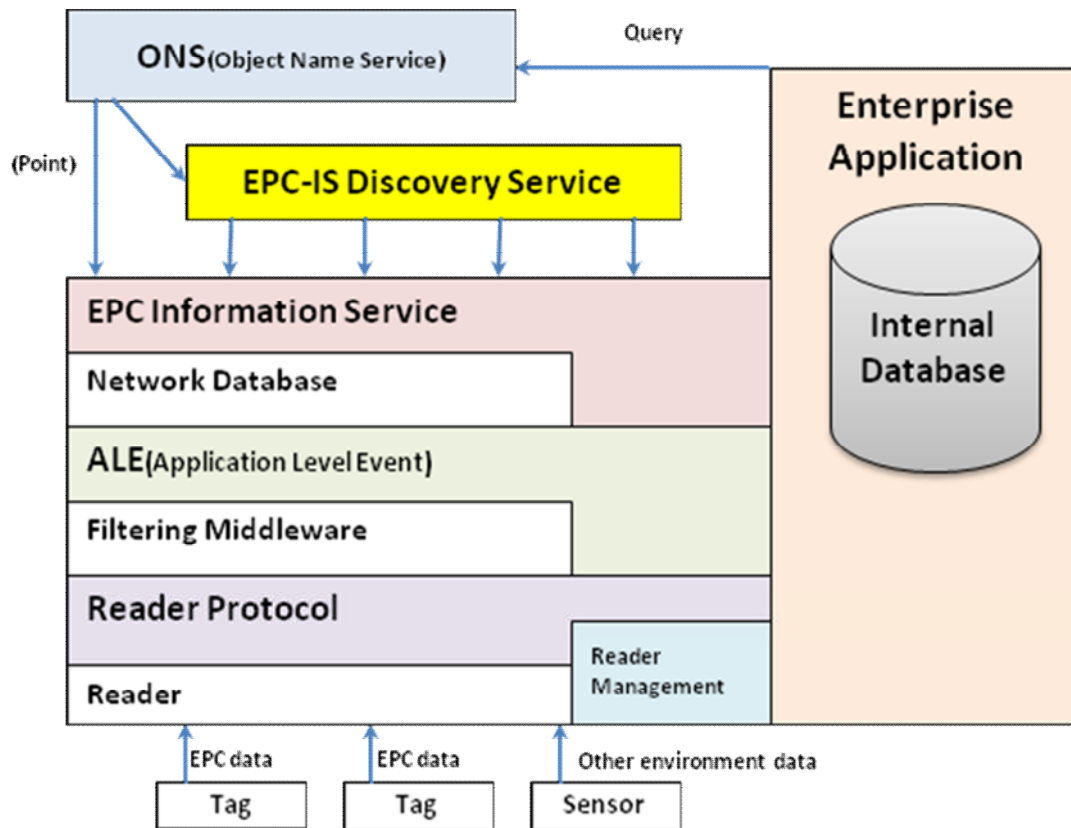 ONS(Object Name Service)
Query
Enterprise
Application
(Point)
EPC-IS Discovery Service
EPC Information Service
Internal
Database
Network Database
ALE(Application Level Event)
Filtering Middleware
Reader Protocol
Reader
Management
Reader
EPC data
EPC data
Other environment data
Tag
Tag
Sensor